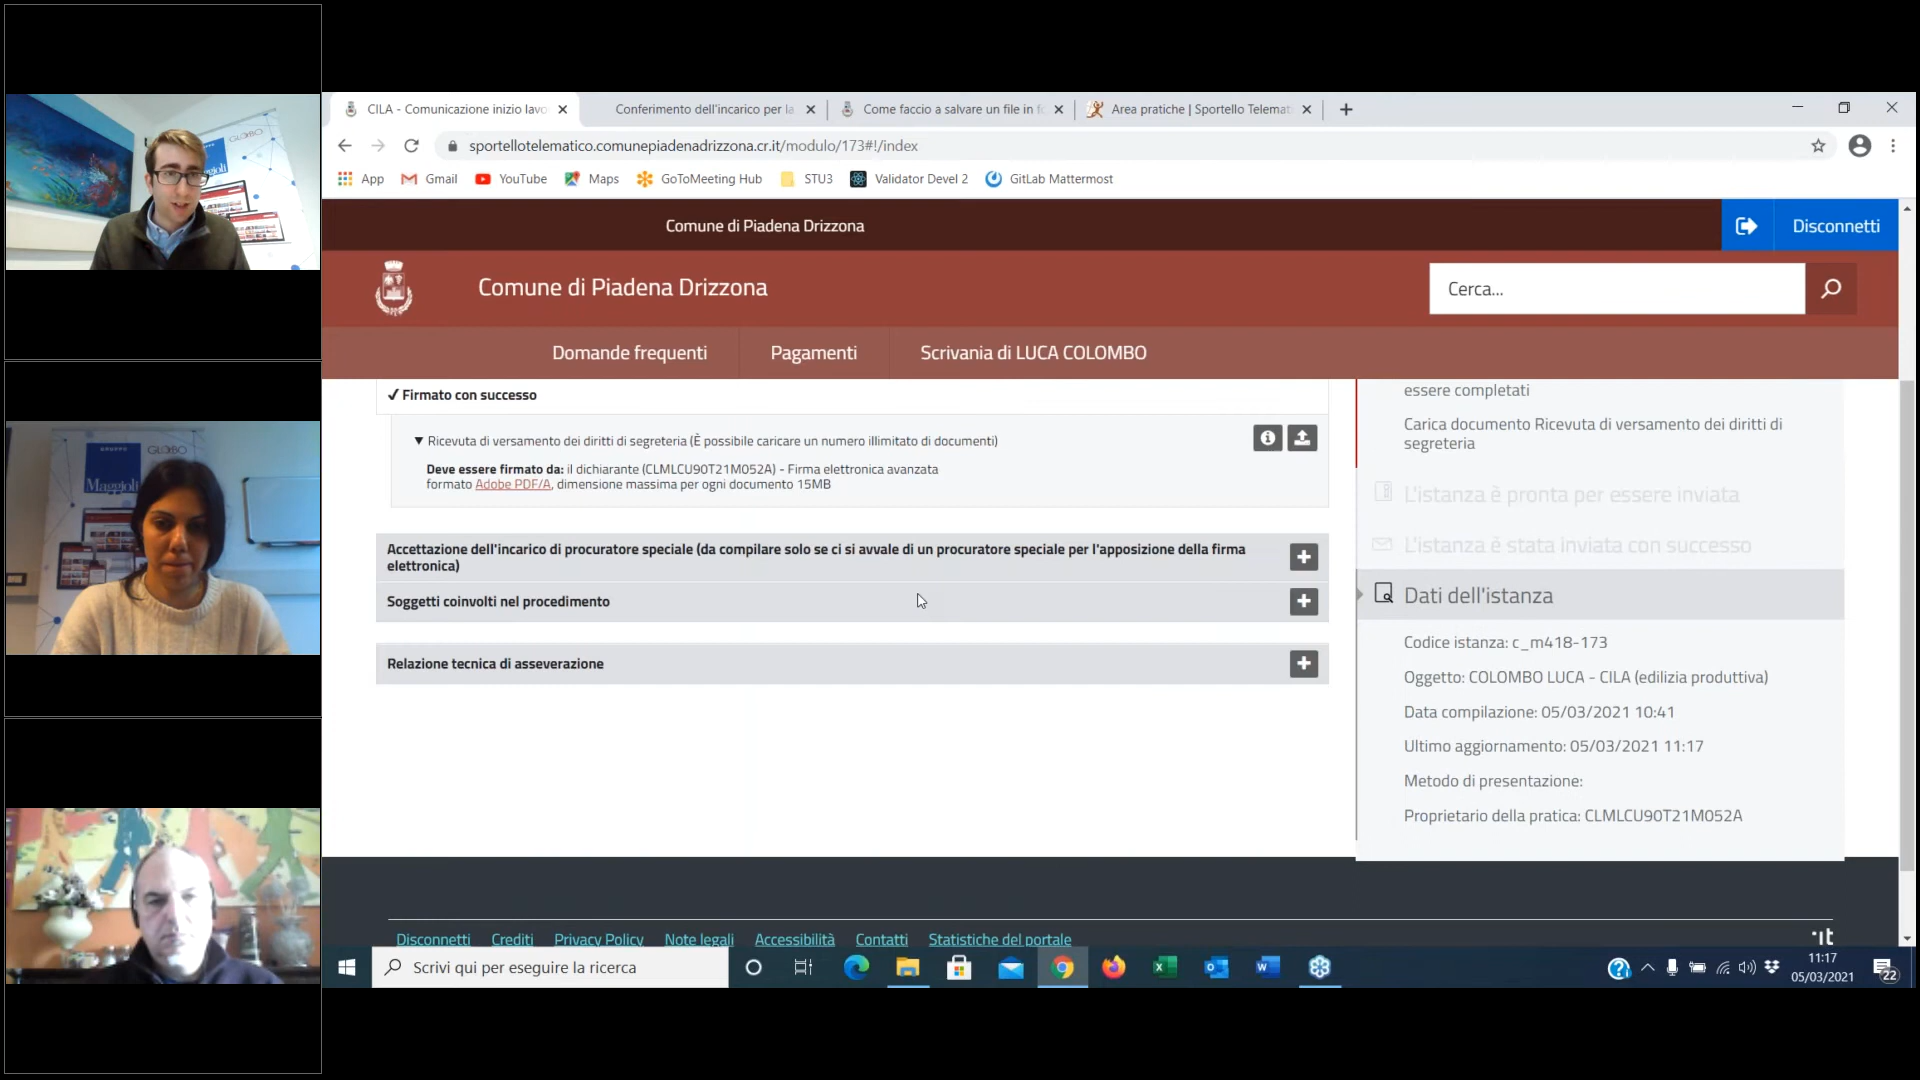 GLOBO
Maggioli
GRUPPO
GLOBO
Maggioli
CILA - Comunicazione inizio lavo
Conferimento dell'incarico per la
Come faccio a salvare un file in fo
Area pratiche | Sportello Telemat
sportellotelematico.comunepiadenadrizzona.cr.it/modulo/173#!/index
App
Gmail
YouTube
Maps
GoToMeeting Hub
STU3
Validator Devel 2
GitLab Mattermost
Comune di Piadena Drizzona
Disconnetti
Comune di Piadena Drizzona
Cerca...
Domande frequenti
Pagamenti
Scrivania di LUCA COLOMBO
✓ Firmato con successo
▼ Ricevuta di versamento dei diritti di segreteria (È possibile caricare un numero illimitato di documenti)
Deve essere firmato da: il dichiarante (CLMLCU90T21M052A) - Firma elettronica avanzata
formato Adobe PDF/A, dimensione massima per ogni documento 15MB
Accettazione dell'incarico di procuratore speciale (da compilare solo se ci si avvale di un procuratore speciale per l'apposizione della firma
elettronica)
Soggetti coinvolti nel procedimento
Relazione tecnica di asseverazione
essere completati
Carica documento Ricevuta di versamento dei diritti di
segreteria
L'istanza è pronta per essere inviata
L'istanza è stata inviata con successo
Dati dell'istanza
Codice istanza: c_m418-173
Oggetto: COLOMBO LUCA - CILA (edilizia produttiva)
Data compilazione: 05/03/2021 10:41
Ultimo aggiornamento: 05/03/2021 11:17
Metodo di presentazione:
Proprietario della pratica: CLMLCU90T21M052A
Disconnetti
Crediti
Privacy Policy
Note legali
Accessibilità
Contatti
Statistiche del portale
Scrivi qui per eseguire la ricerca
11:17
05/03/2021
22